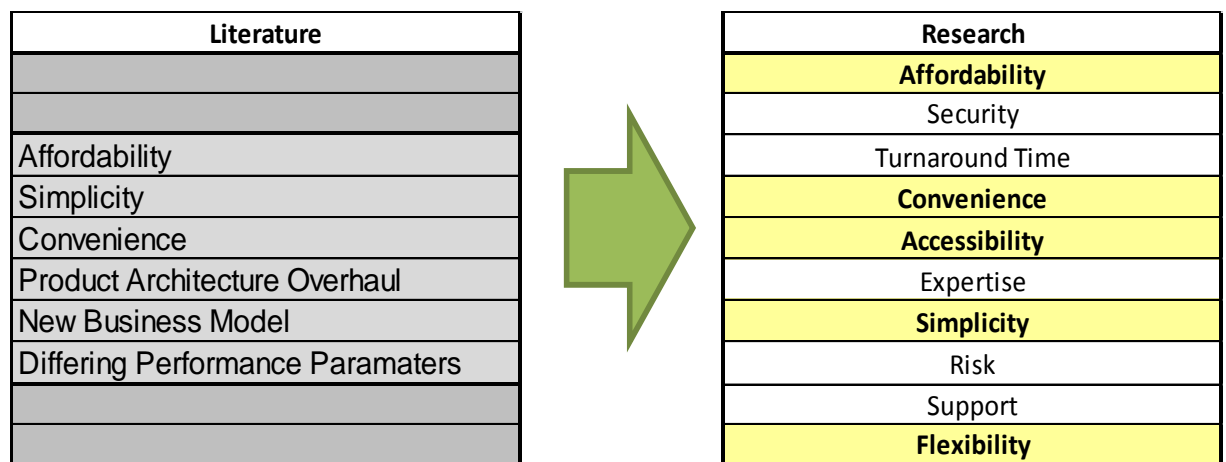 Literature
Affordability
Simplicity
Convenience
Product Architecture Overhaul
New Business Model
Differing Performance Paramaters
Research
Affordability
Security
Turnaround Time
Convenience
Accessibility
Expertise
Simplicity
Risk
Support
Flexibility